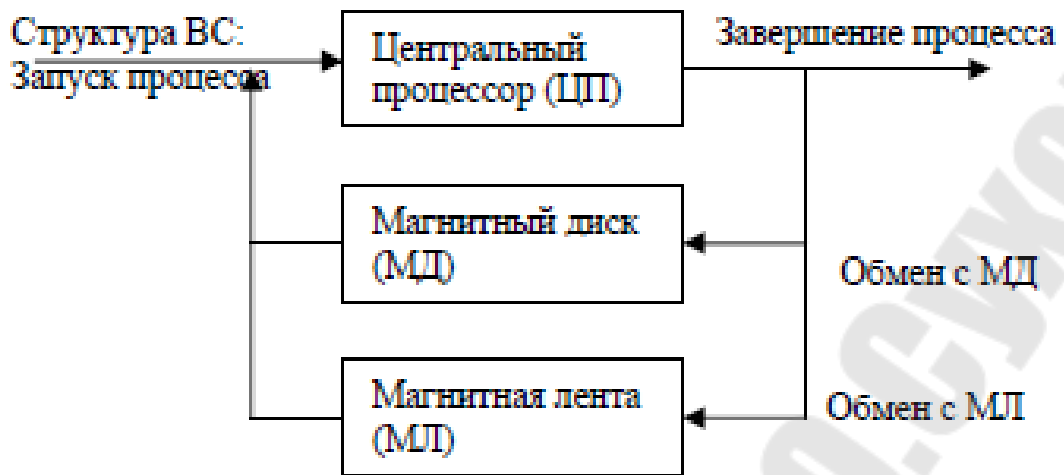 Структура ВС:
Запуск процесса
Центральный
процессор (ЦП)
Завершение процесса
Магнитный диск
(МД)
Обмен с МД
Магнитная лента
(МЛ)
Обмен с МЛ